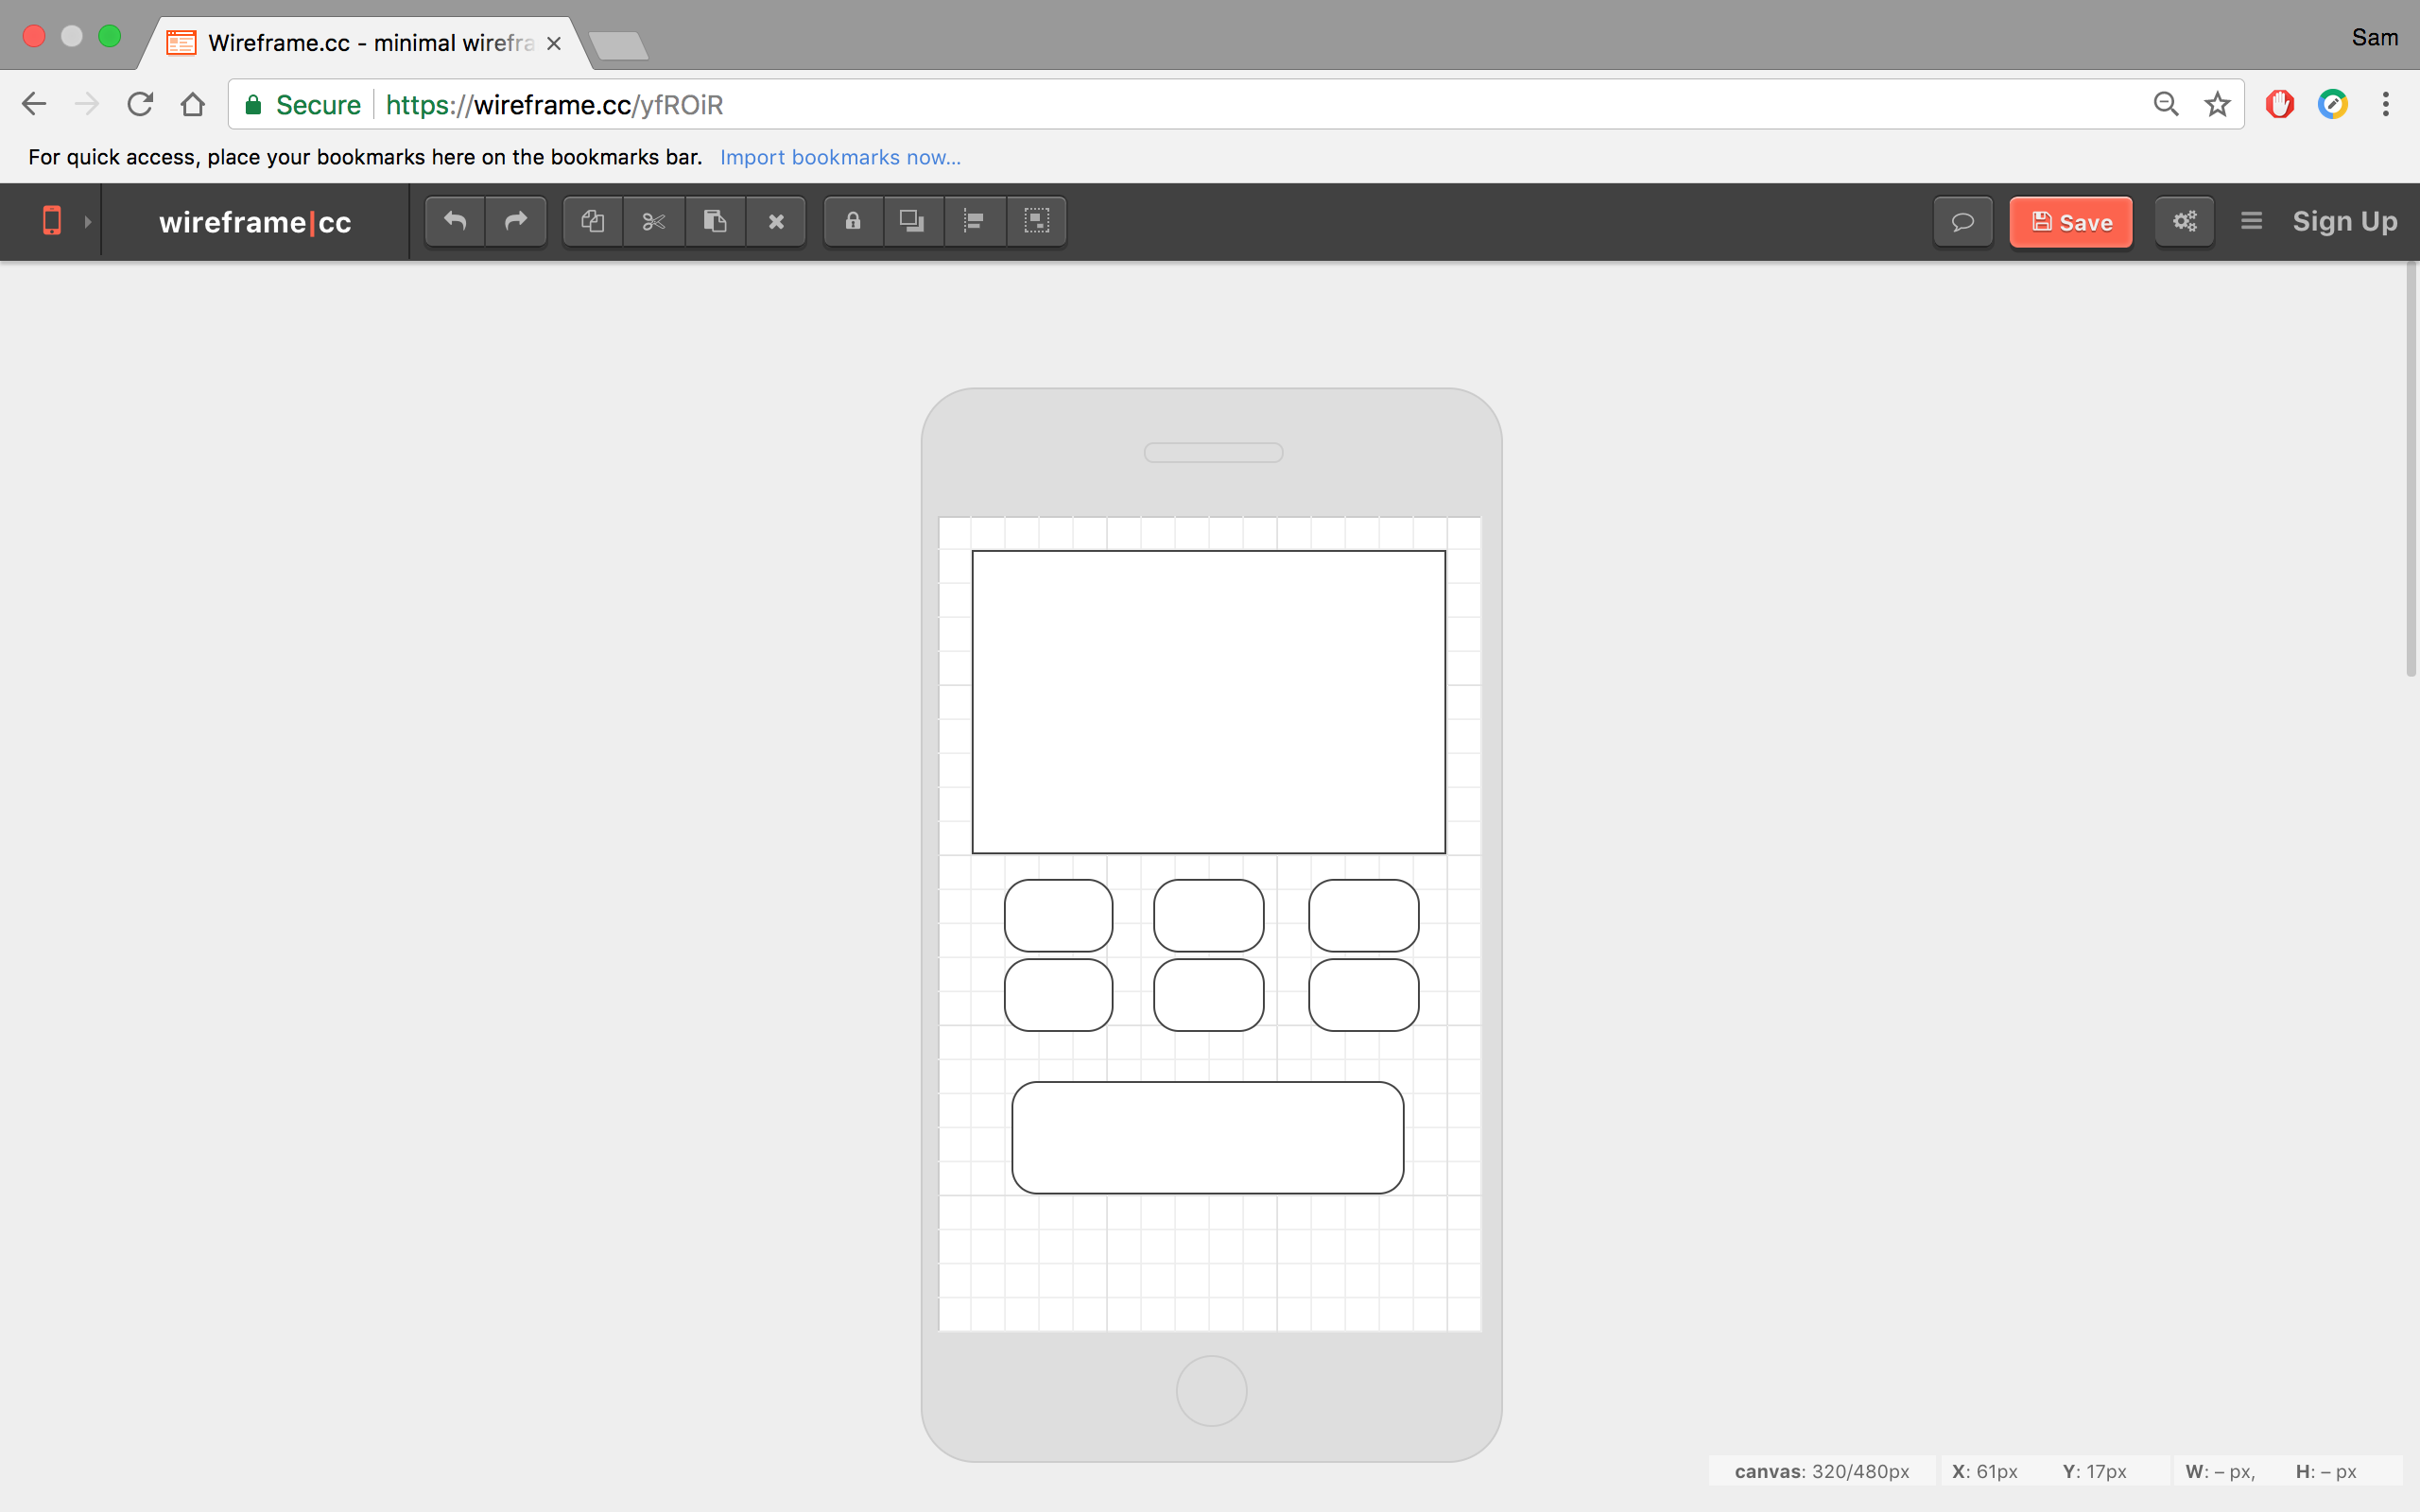 Wireframe.cc - minimal wirefra
Sam
Secure https://wireframe.cc/yfROiR
For quick access, place your bookmarks here on the bookmarks bar. Import bookmarks now...
wireframe|cc
Save
Sign Up
canvas: 320/480px X: 61px Y: 17px W: – px, H: – px